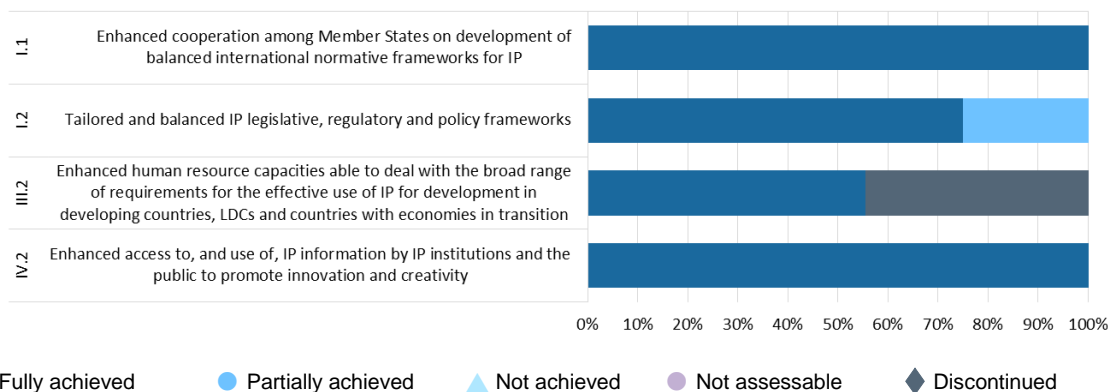 I.1
Enhanced cooperation among Member States on development of
balanced international normative frameworks for IP
I.2
Tailored and balanced IP legislative, regulatory and policy frameworks
III.2
Enhanced human resource capacities able to deal with the broad range
of requirements for the effective use of IP for development in
developing countries, LDCs and countries with economies in transition
IV.2
Enhanced access to, and use of, IP information by IP institutions and the
public to promote innovation and creativity
0% 10% 20% 30% 40% 50% 60% 70% 80% 90% 100%
Fully achieved Partially achieved Not achieved Not assessable Discontinued